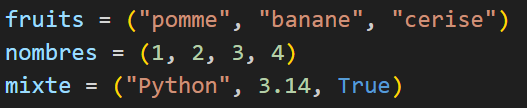 fruits = ("pomme", "banane", "cerise")
nombres = (1, 2, 3, 4)
mixte = ("Python", 3.14, True)